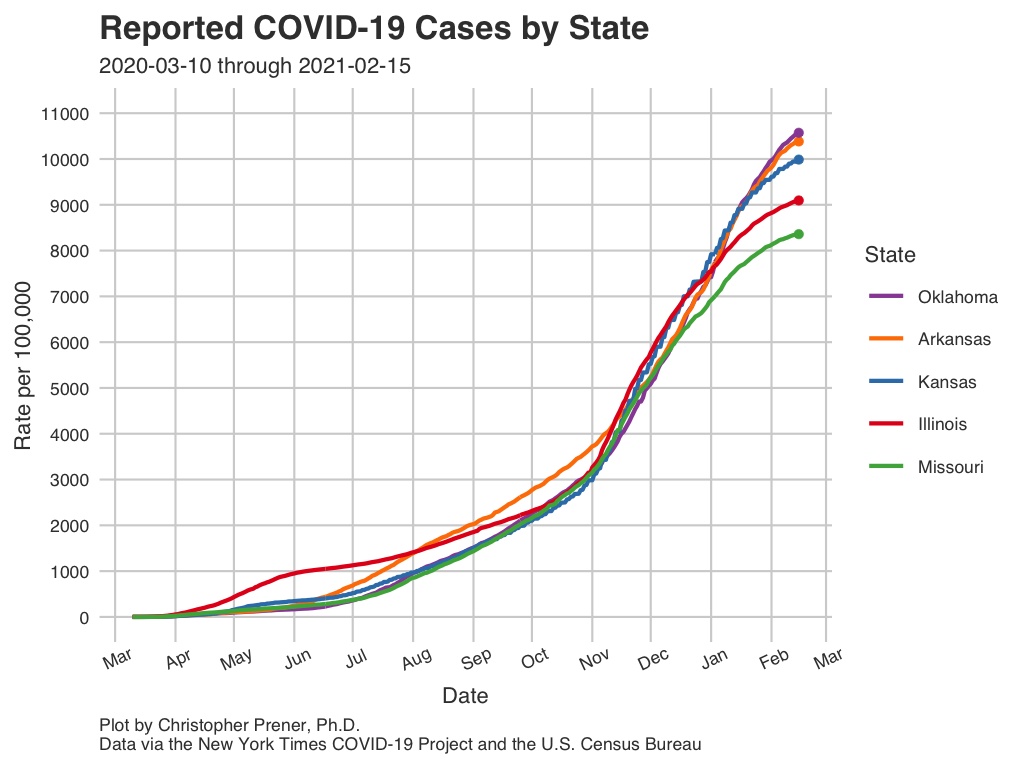 Reported COVID-19 Cases by State
2020-03-10 through 2021-02-15
Rate per 100,000
11000
10000
9000
8000
7000
6000
5000
4000
3000
2000
1000
0
Mar Apr May Jun Jul Aug Sep Oct Nov Dec Jan Feb Mar
Date
State
Oklahoma
Arkansas
Kansas
Illinois
Missouri
Plot by Christopher Prener, Ph.D.
Data via the New York Times COVID-19 Project and the U.S. Census Bureau